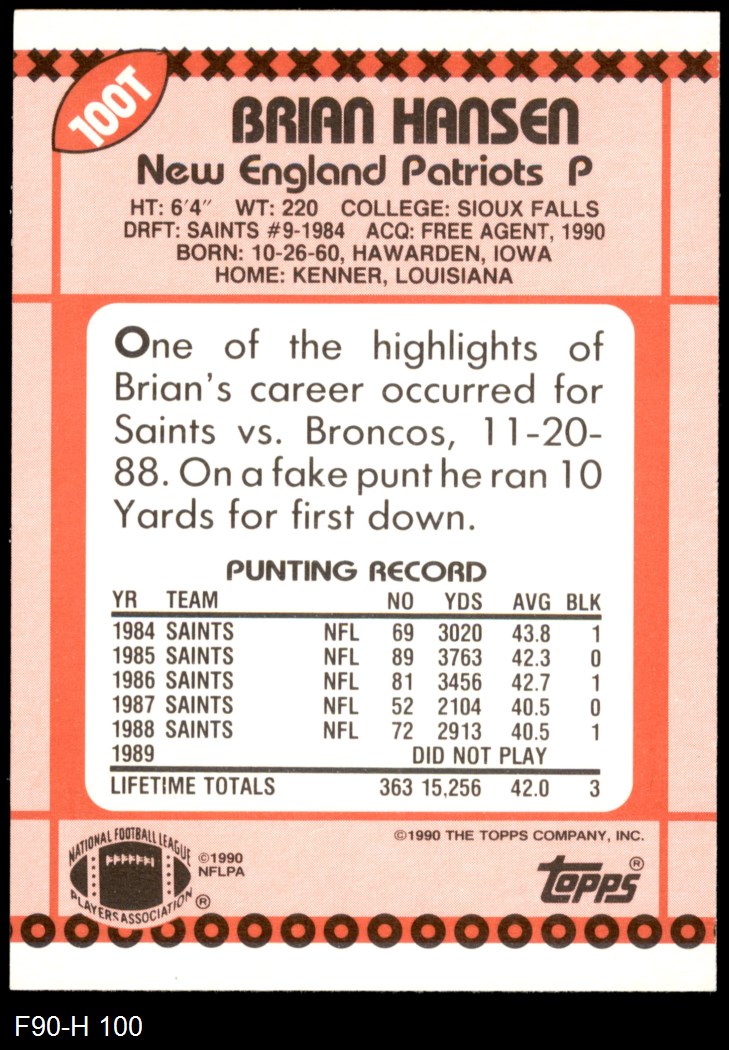 100T
BRIAN HANSEN
New England Patriots P
HT: 6'4" WT: 220 COLLEGE: SIOUX FALLS
DRFT: SAINTS #9-1984 ACQ: FREE AGENT, 1990
BORN: 10-26-60, HAWARDEN, IOWA
HOME: KENNER, LOUISIANA
One of the highlights of
Brian's career occurred for
Saints vs. Broncos, 11-20-
88. On a fake punt he ran 10
Yards for first down.
PUNTING RECORD
YR TEAM NO YDS AVG BLK
1984 SAINTS NFL 69 3020 43.8 1
1985 SAINTS NFL 89 3763 42.3 0
1986 SAINTS NFL 81 3456 42.7 1
1987 SAINTS NFL 52 2104 40.5 0
1988 SAINTS NFL 72 2913 40.5 1
1989 DID NOT PLAY
LIFETIME TOTALS 363 15,256 42.0 3
©1990 THE TOPPS COMPANY, INC.
NATIONAL FOOTBALL LEAGUE
PLAYERS ASSOCIATION ®
©1990
NFLPA
topps®
F90-H 100